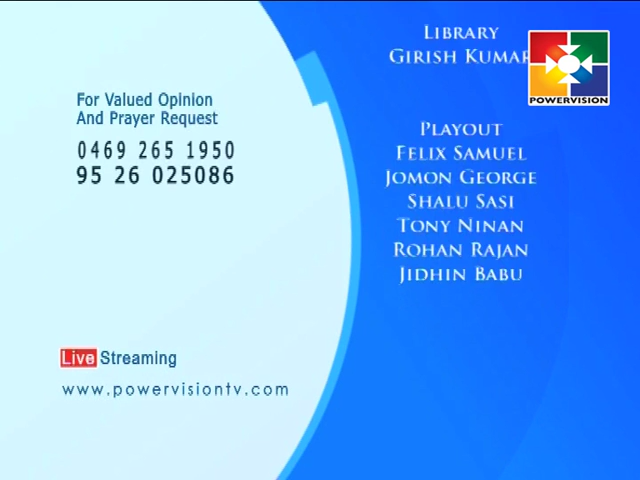 For Valued Opinion
And Prayer Request
0469 265 1950
95 26 025086
Live Streaming
www.powervisiontv.com
LIBRARY
GIRISH KUMAR
PLAYOUT
FELIX SAMUEL
JOMON GEORGE
SHALU SASI
TONY NINAN
ROHAN RAJAN
JIDHIN BABU
POWERVISION